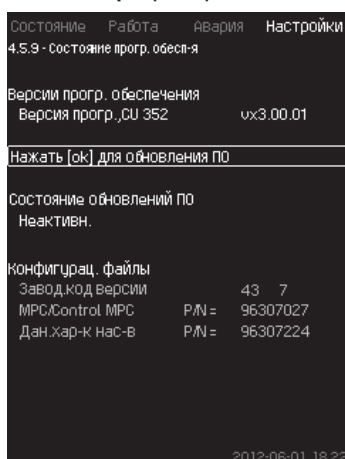 Состояние Работа Авария Настройки
4.5.9 - Состояние прогр. обесп-я
Версии прогр. обеспечения
Версия прогр.,CU 352 vx3.00.01
Нажать [ok] для обновления ПО
Состояние обновлений ПО
Неактивн.
Конфигурац. файлы
Завод.код версии 43 7
MPC/Control MPC P/N = 96307027
Дан.хар-к нас-в P/N = 96307224
2012-06-01 18:22